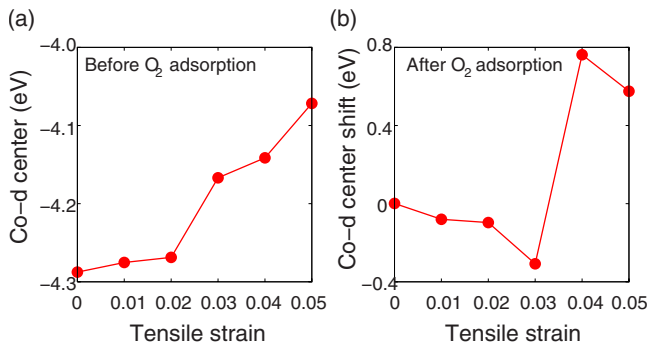 (a)
Before O2 adsorption
Co-d center (eV)
-4.0
-4.1
-4.2
-4.3
0 0.01 0.02 0.03 0.04 0.05
Tensile strain
(b)
After O2 adsorption
Co-d center shift (eV)
0.8
0.4
0
-0.4
0 0.01 0.02 0.03 0.04 0.05
Tensile strain